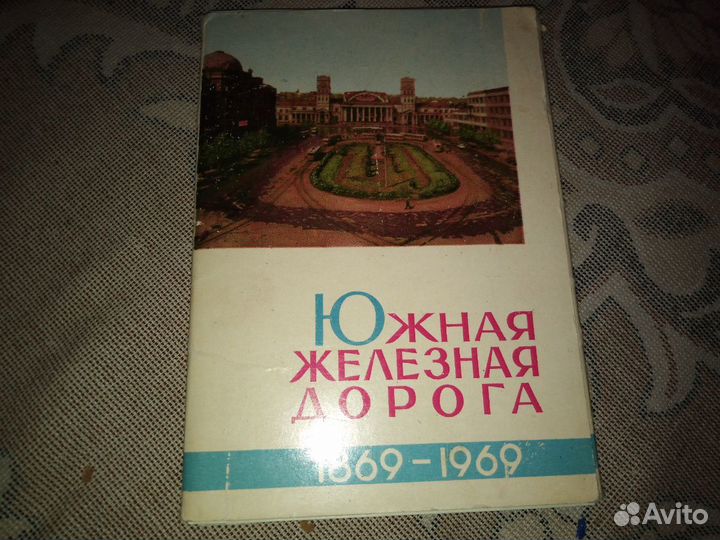 Южная
железная
дорога
1869-1969
Avito